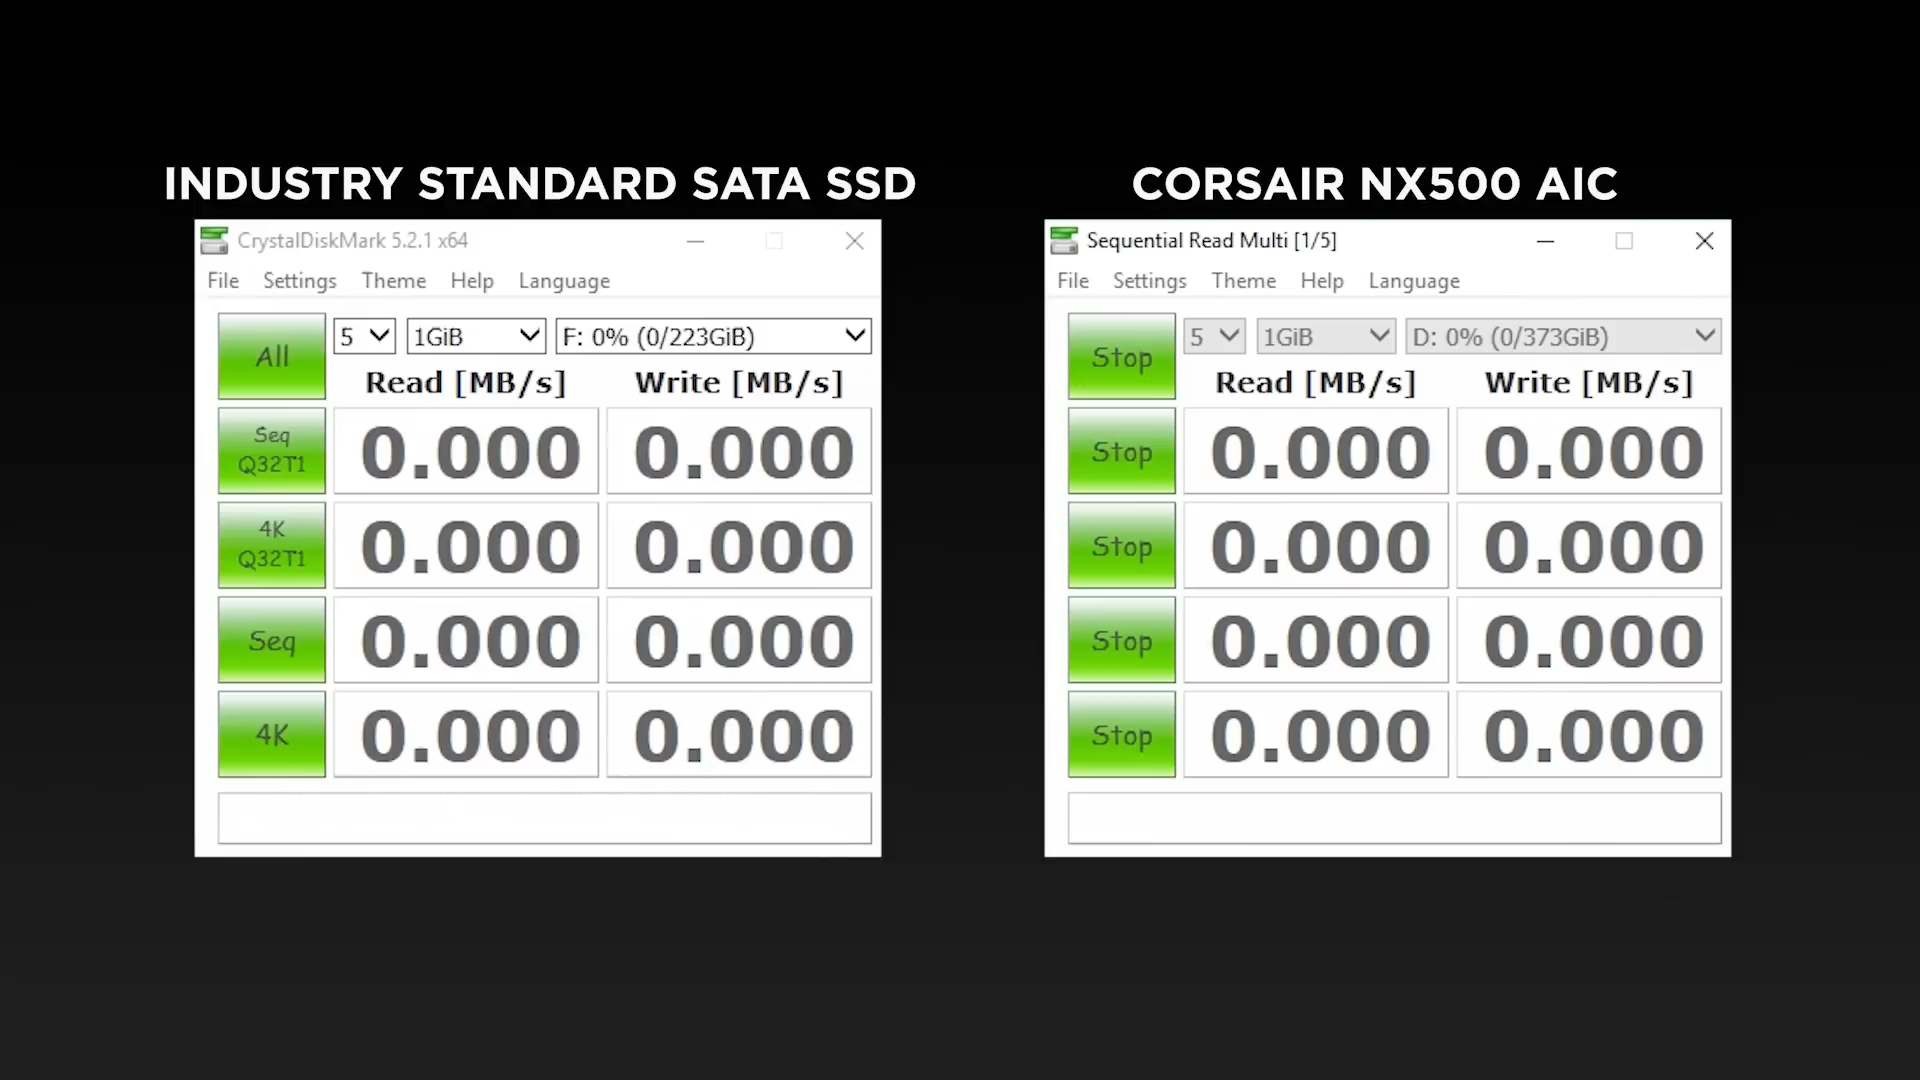 INDUSTRY STANDARD SATA SSD
CrystalDiskMark 5.2.1 x64
File Settings Theme Help Language
All 5 1GiB F: 0% (0/223GiB)
Read [MB/s] Write [MB/s]
Seq
Q32T1
0.000 0.000
4K
Q32T1
0.000 0.000
Seq 0.000 0.000
4K 0.000 0.000
CORSAIR NX500 AIC
Sequential Read Multi [1/5]
File Settings Theme Help Language
Stop 5 1GiB D: 0% (0/373GiB)
Read [MB/s] Write [MB/s]
Stop 0.000 0.000
Stop 0.000 0.000
Stop 0.000 0.000
Stop 0.000 0.000